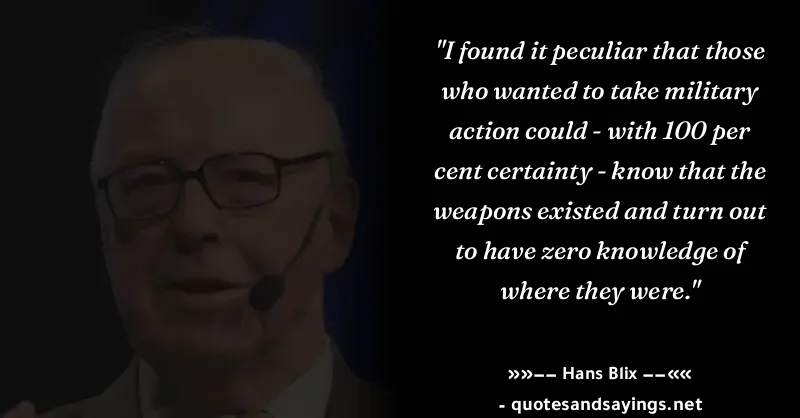 "I found it peculiar that those
who wanted to take military
action could - with 100 per
cent certainty - know that the
weapons existed and turn out
to have zero knowledge of
where they were."
»»−− Hans Blix −−««
- quotesandsayings.net